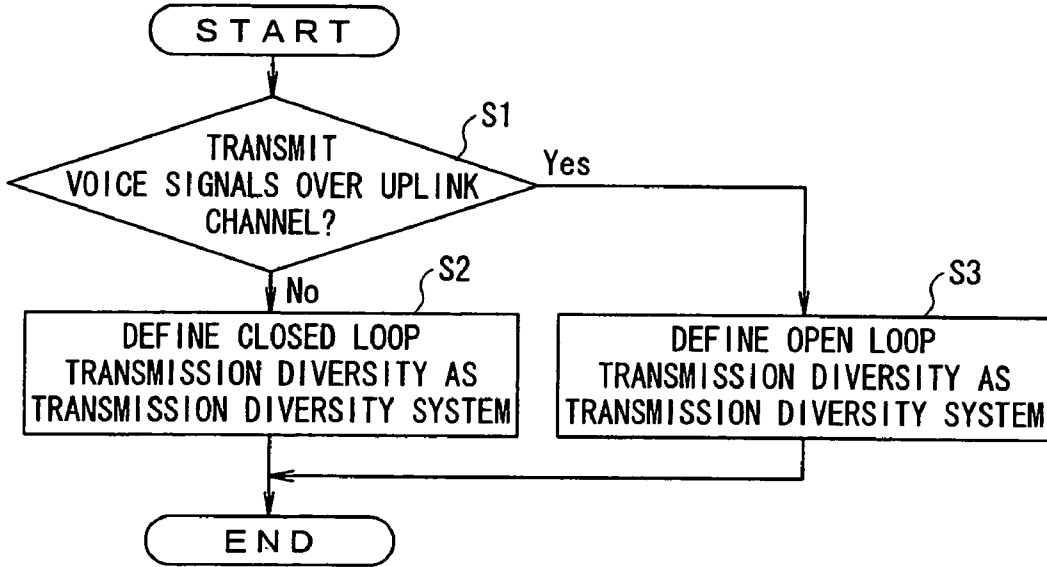 START
S1
TRANSMIT
VOICE SIGNALS OVER UPLINK
CHANNEL?
Yes
No
S2
DEFINE CLOSED LOOP
TRANSMISSION DIVERSITY AS
TRANSMISSION DIVERSITY SYSTEM
S3
DEFINE OPEN LOOP
TRANSMISSION DIVERSITY AS
TRANSMISSION DIVERSITY SYSTEM
END